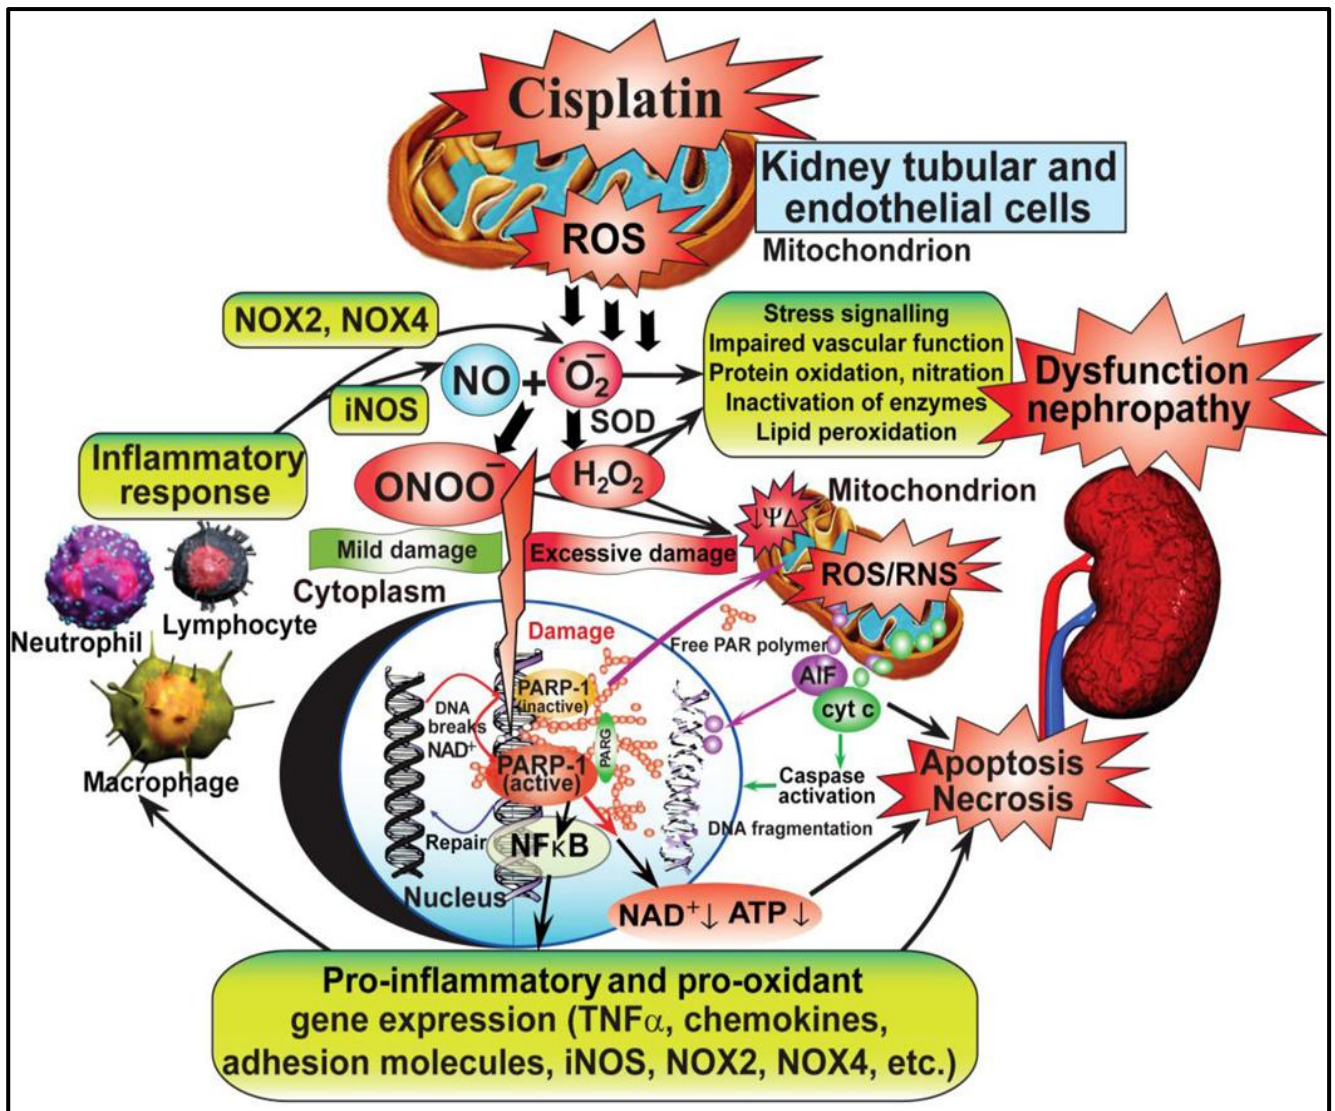 Cisplatin
Kidney tubular and
endothelial cells
ROS
Mitochondrion
NOX2, NOX4
iNOS
NO + ·O₂⁻
SOD
Stress signalling
Impaired vascular function
Protein oxidation, nitration
Inactivation of enzymes
Lipid peroxidation
Dysfunction
nephropathy
Inflammatory
response
ONOO⁻
H₂O₂
Mitochondrion
↓ΨΔ
ROS/RNS
Mild damage
Excessive damage
Cytoplasm
Neutrophil
Lymphocyte
Macrophage
Damage
Free PAR polymer
AIF
cyt c
PARP-1
(inactive)
DNA
breaks
NAD⁺
PARG
PARP-1
(active)
Caspase
activation
Apoptosis
Necrosis
DNA fragmentation
Repair
NFκB
Nucleus
NAD⁺↓ ATP↓
Pro-inflammatory and pro-oxidant
gene expression (TNFα, chemokines,
adhesion molecules, iNOS, NOX2, NOX4, etc.)